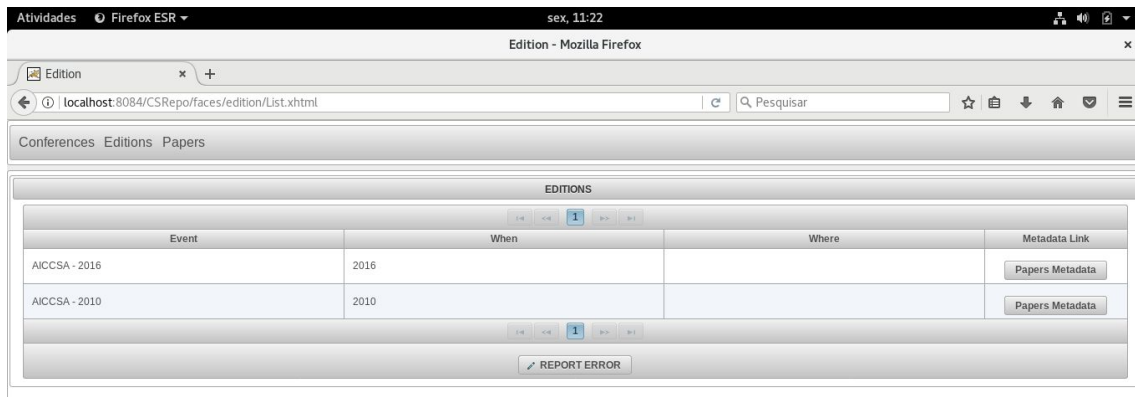 Atividades Firefox ESR sex, 11:22
Edition - Mozilla Firefox
Edition
localhost:8084/CSRepo/faces/edition/List.xhtml Pesquisar
Conferences Editions Papers
EDITIONS
1
Event When Where Metadata Link
AICCSA - 2016 2016 Papers Metadata
AICCSA - 2010 2010 Papers Metadata
1
REPORT ERROR